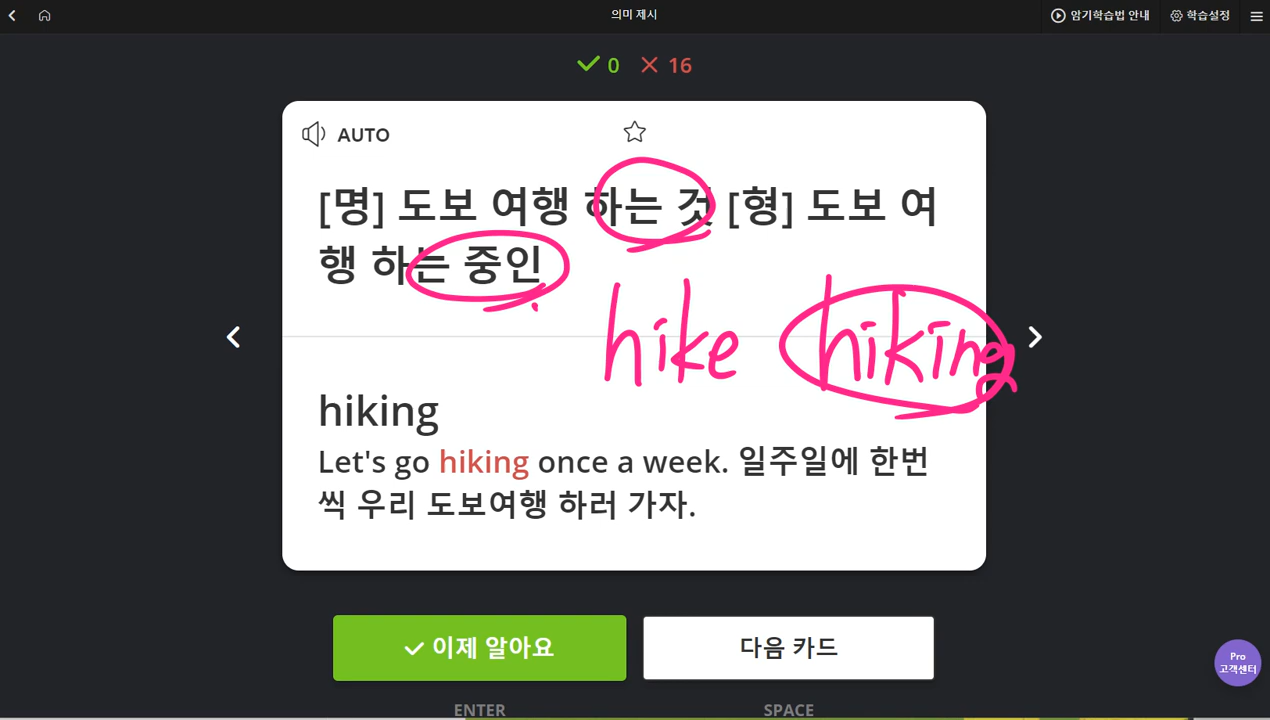 의미 제시
암기학습법 안내
학습설정
0
16
AUTO
[명] 도보 여행 하는 것 [형] 도보 여
행 하는 중인
hike hiking
hiking
Let's go hiking once a week. 일주일에 한번
씩 우리 도보여행 하러 가자.
이제 알아요
다음 카드
Pro
고객센터
ENTER
SPACE